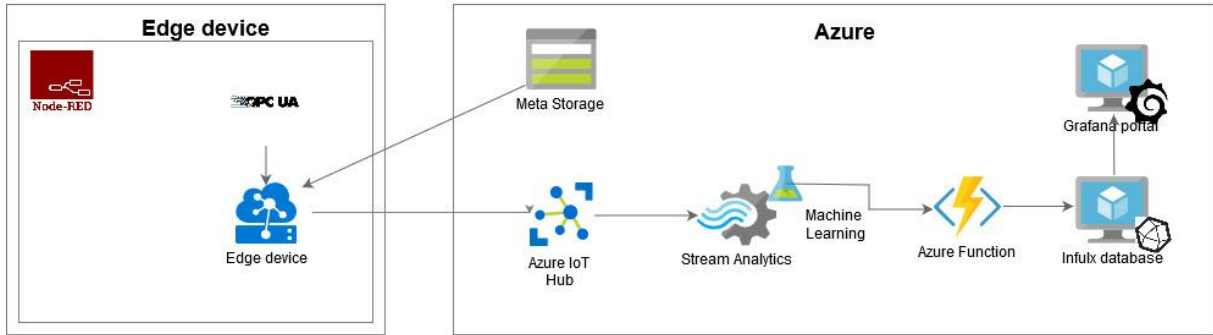 Edge device
Azure
Node-RED
OPC UA
Edge device
Meta Storage
Azure IoT
Hub
Stream Analytics
Machine
Learning
Azure Function
Infulx database
Grafana portal